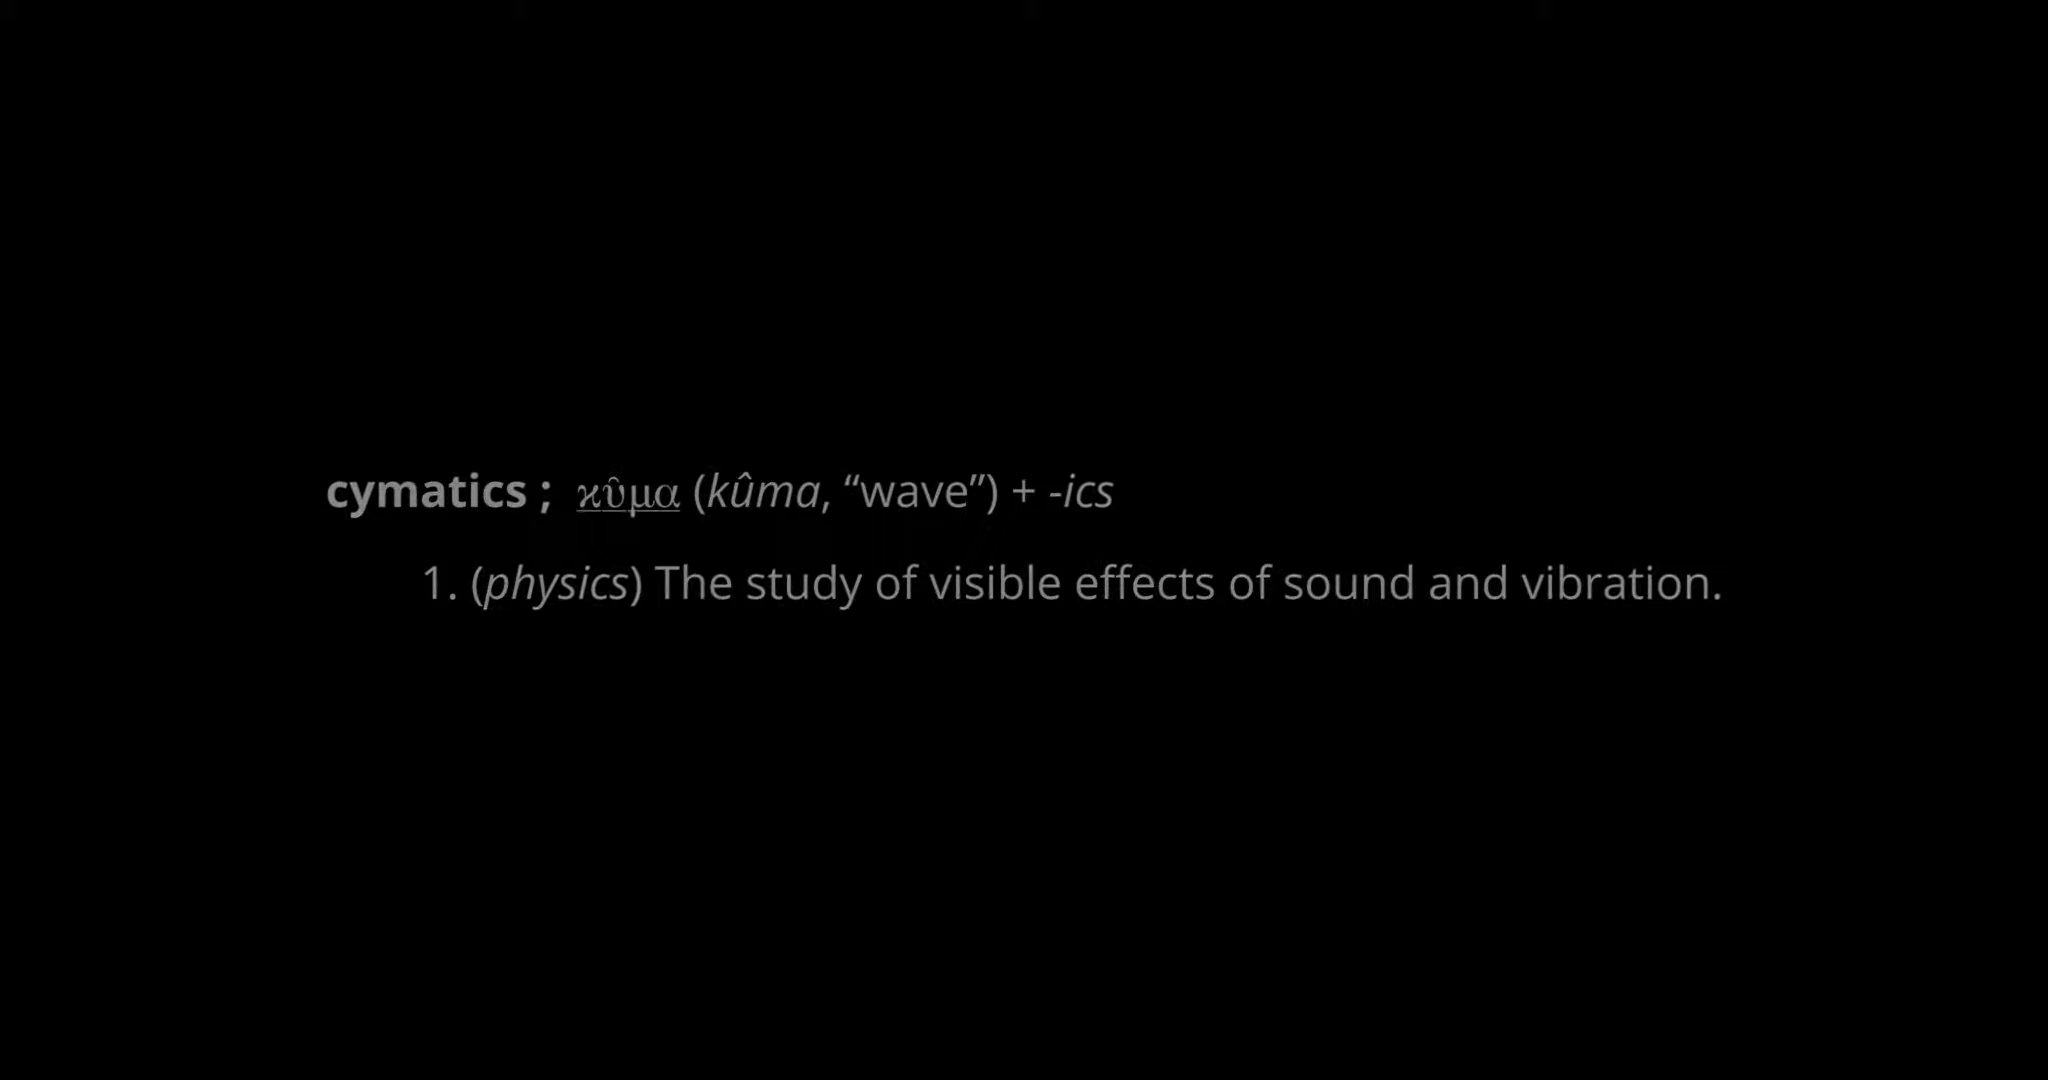 cymatics ; ϰῦμα (kûma, “wave”) + -ics
1. (physics) The study of visible effects of sound and vibration.